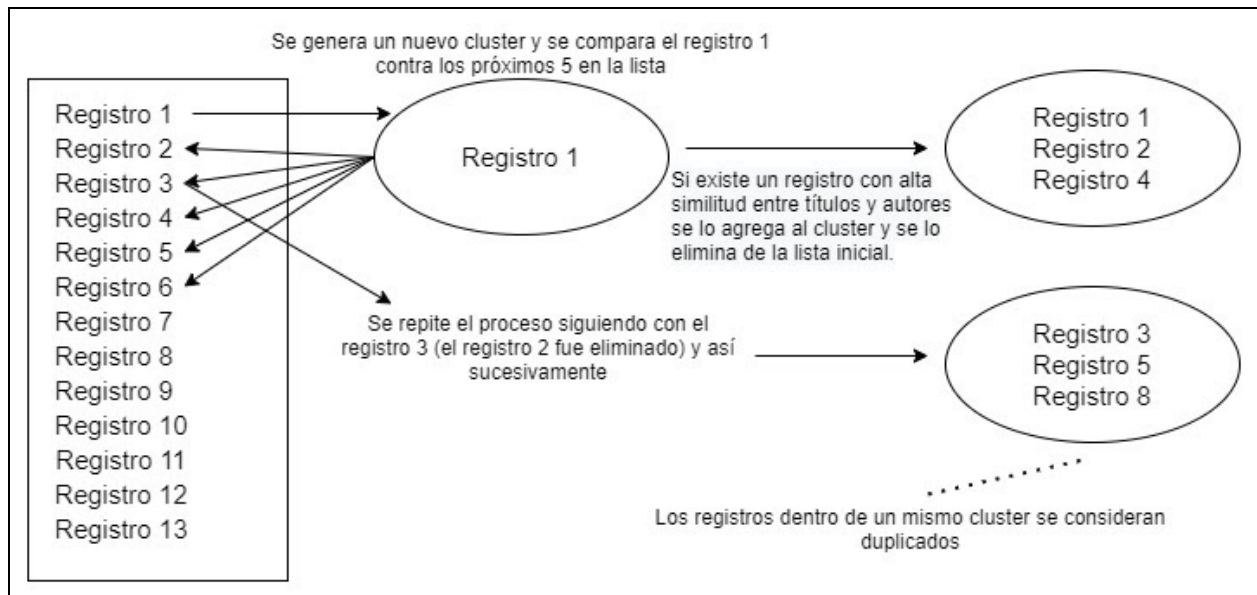 Se genera un nuevo cluster y se compara el registro 1
contra los próximos 5 en la lista
Registro 1
Registro 2
Registro 3
Registro 4
Registro 5
Registro 6
Registro 7
Registro 8
Registro 9
Registro 10
Registro 11
Registro 12
Registro 13
Registro 1
Si existe un registro con alta
similitud entre títulos y autores
se lo agrega al cluster y se lo
elimina de la lista inicial.
Registro 1
Registro 2
Registro 4
Se repite el proceso siguiendo con el
registro 3 (el registro 2 fue eliminado) y así
sucesivamente
Registro 3
Registro 5
Registro 8
Los registros dentro de un mismo cluster se consideran
duplicados